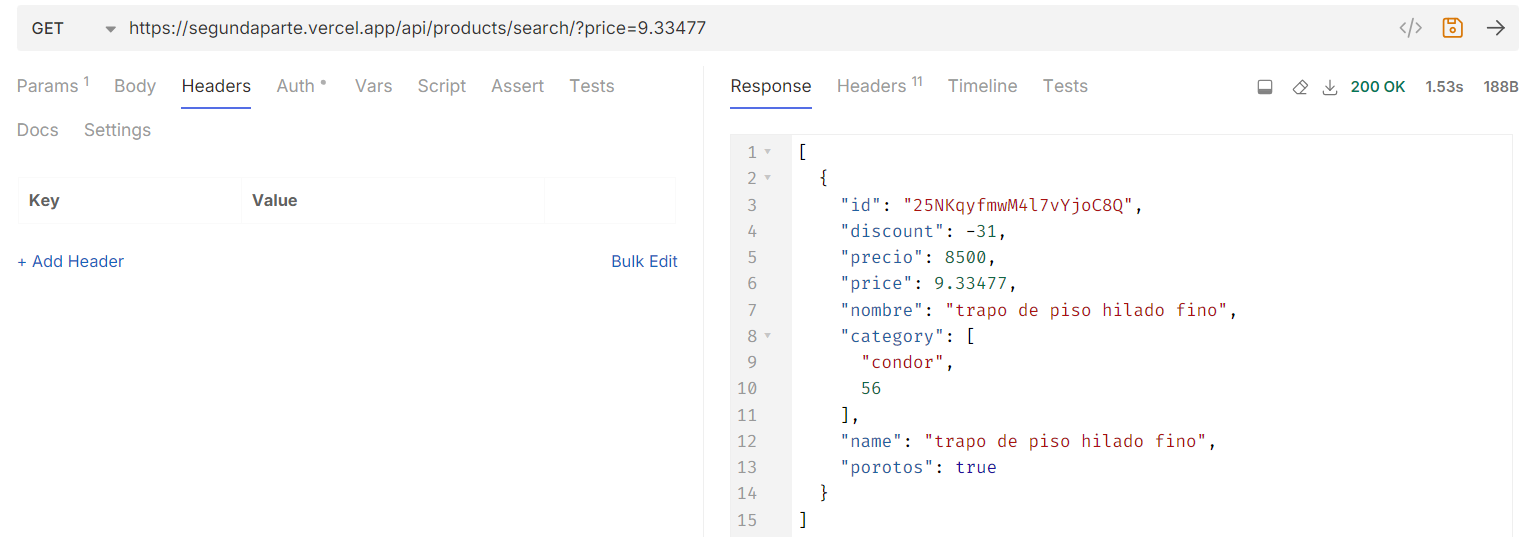 GET https://segundaparte.vercel.app/api/products/search/?price=9.33477 </>
Params 1 Body Headers Auth Vars Script Assert Tests
Docs Settings
Key Value
+ Add Header Bulk Edit
Response Headers 11 Timeline Tests 200 OK 1.53s 188B
1 [
2 {
3 "id": "25NKqyfmwM4l7vYjoC8Q",
4 "discount": -31,
5 "precio": 8500,
6 "price": 9.33477,
7 "nombre": "trapo de piso hilado fino",
8 "category": [
9 "condor",
10 56
11 ],
12 "name": "trapo de piso hilado fino",
13 "porotos": true
14 }
15 ]